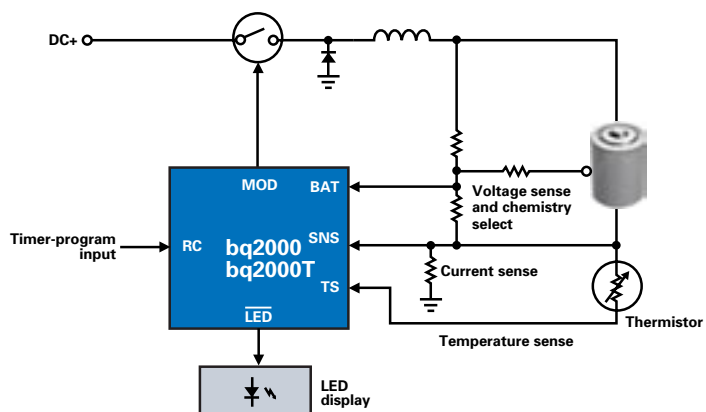 DC+
MOD
BAT
Voltage sense
and chemistry
select
Timer-program
input
RC
bq2000
bq2000T
SNS
Current sense
TS
LED
Thermistor
Temperature sense
LED
display